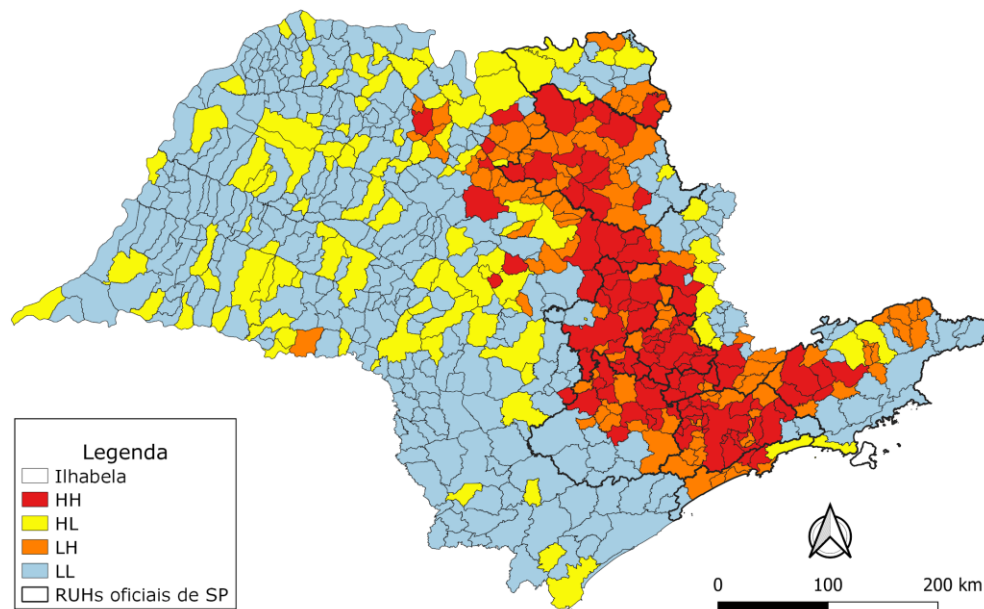 Legenda
Ilhabela
HH
HL
LH
LL
RUHs oficiais de SP
0 100 200 km